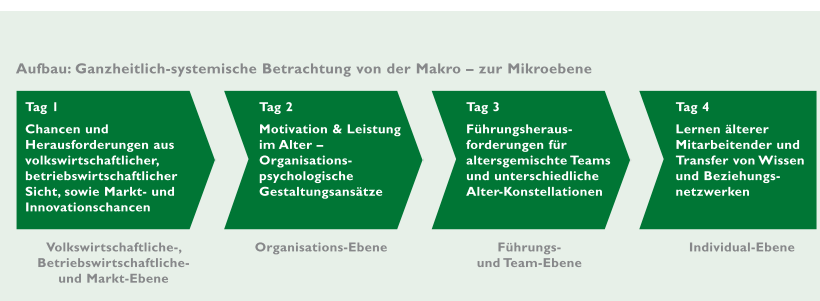 Aufbau: Ganzheitlich-systemische Betrachtung von der Makro – zur Mikroebene
Tag 1
Chancen und
Herausforderungen aus
volkswirtschaftlicher,
betriebswirtschaftlicher
Sicht, sowie Markt- und
Innovationschancen
Volkswirtschaftliche-,
Betriebswirtschaftliche-
und Markt-Ebene
Tag 2
Motivation & Leistung
im Alter –
Organisations-
psychologische
Gestaltungsansätze
Organisations-Ebene
Tag 3
Führungsheraus-
forderungen für
altersgemischte Teams
und unterschiedliche
Alter-Konstellationen
Führungs-
und Team-Ebene
Tag 4
Lernen älterer
Mitarbeitender und
Transfer von Wissen
und Beziehungs-
netzwerken
Individual-Ebene